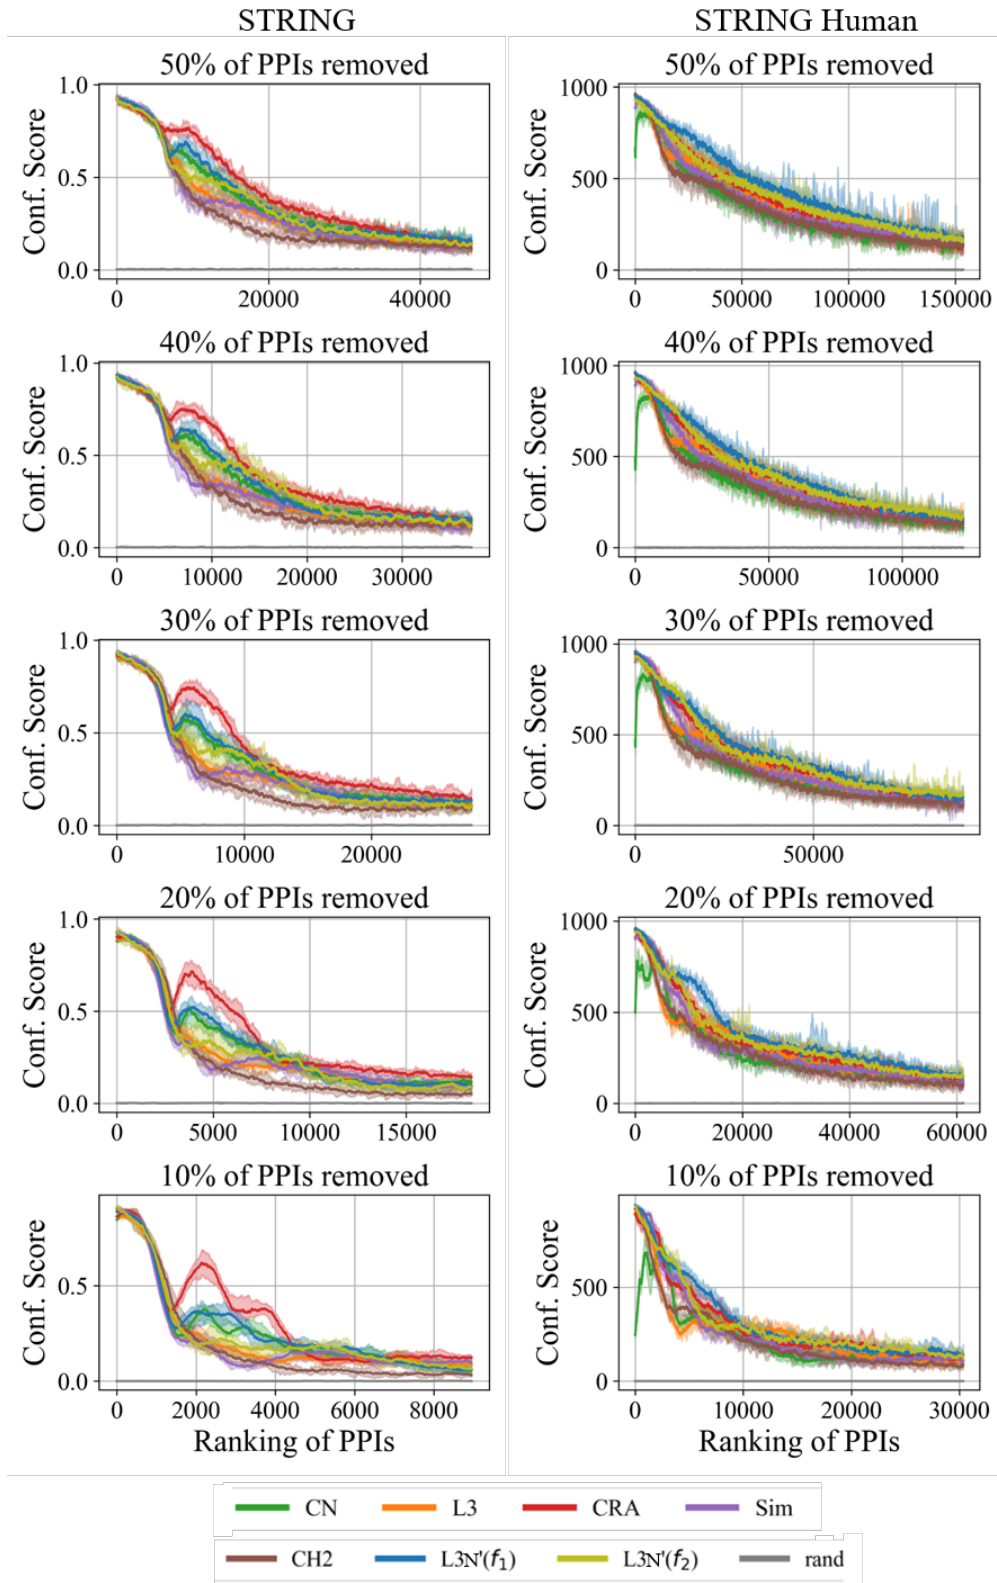 STRING
STRING Human
50% of PPIs removed
Conf. Score
1.0
0.5
0.0
0 20000 40000
50% of PPIs removed
Conf. Score
1000
500
0
0 50000 100000 150000
40% of PPIs removed
Conf. Score
1.0
0.5
0.0
0 10000 20000 30000
40% of PPIs removed
Conf. Score
1000
500
0
0 50000 100000
30% of PPIs removed
Conf. Score
1.0
0.5
0.0
0 10000 20000
30% of PPIs removed
Conf. Score
1000
500
0
0 50000
20% of PPIs removed
Conf. Score
1.0
0.5
0.0
0 5000 10000 15000
20% of PPIs removed
Conf. Score
1000
500
0
0 20000 40000 60000
10% of PPIs removed
Conf. Score
0.5
0.0
0 2000 4000 6000 8000
Ranking of PPIs
10% of PPIs removed
Conf. Score
500
0
0 10000 20000 30000
Ranking of PPIs
CN L3 CRA Sim
CH2 L3N'(f₁) L3N'(f₂) rand